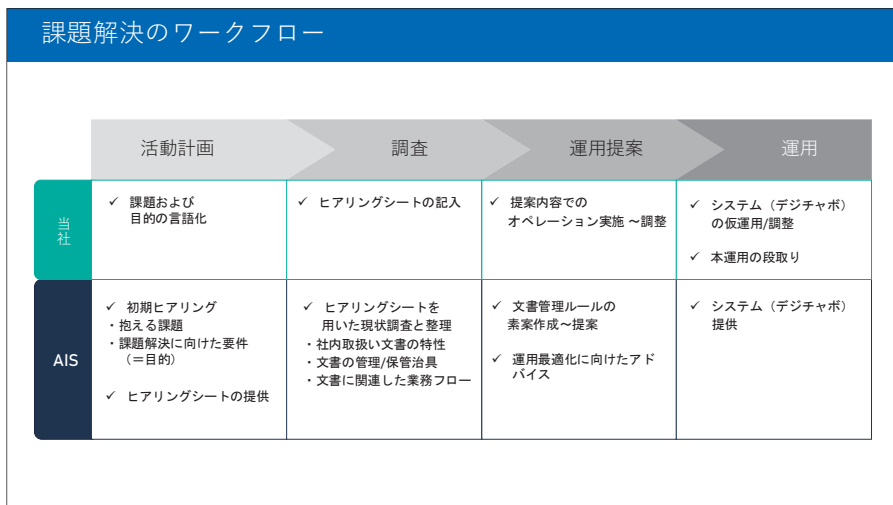 課題解決のワークフロー
活動計画
調査
運用提案
運用
当社
✓ 課題および
目的の言語化
✓ ヒアリングシートの記入
✓ 提案内容での
オペレーション実施 ～調整
✓ システム（デジチャボ）
の仮運用/調整
✓ 本運用の段取り
AIS
✓ 初期ヒアリング
・抱える課題
・課題解決に向けた要件
（＝目的）
✓ ヒアリングシートの提供
✓ ヒアリングシートを
用いた現状調査と整理
・社内取扱い文書の特性
・文書の管理/保管治具
・文書に関連した業務フロー
✓ 文書管理ルールの
素案作成～提案
✓ 運用最適化に向けたアド
バイス
✓ システム（デジチャボ）
提供